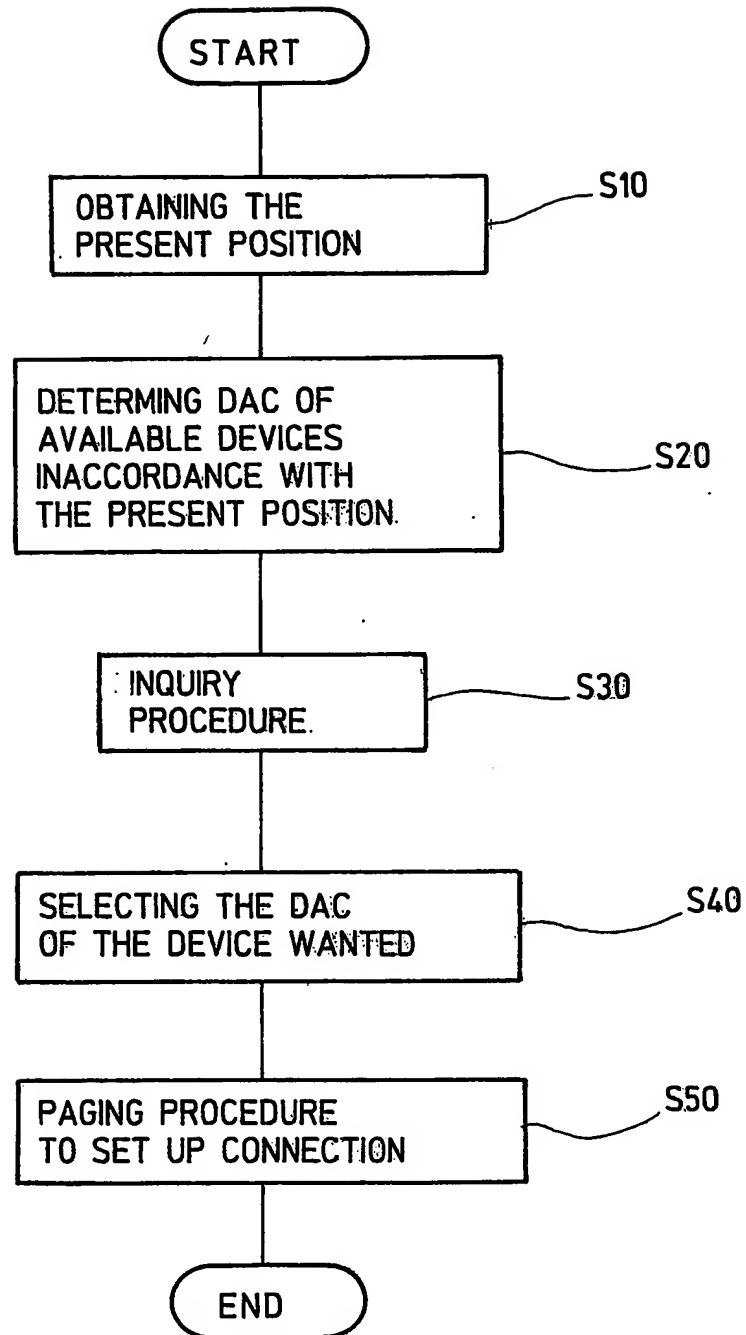 START
OBTAINING THE
PRESENT POSITION
S10
DETERMING DAC OF
AVAILABLE DEVICES
INACCORDANCE WITH
THE PRESENT POSITION.
S20
INQUIRY
PROCEDURE.
S30
SELECTING THE DAC
OF THE DEVICE WANTED
S40
PAGING PROCEDURE
TO SET UP CONNECTION
S50
END